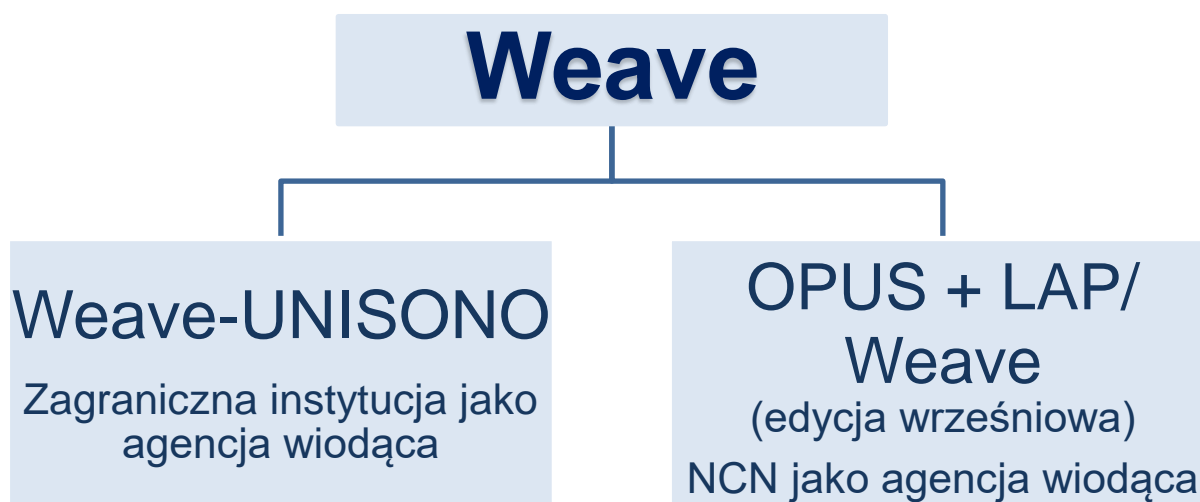 Weave
Weave-UNISONO
Zagraniczna instytucja jako
agencja wiodąca
OPUS + LAP/
Weave
(edycja wrześniowa)
NCN jako agencja wiodąca